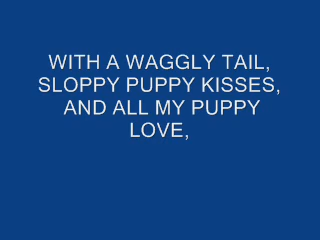 WITH A WAGGLY TAIL,
SLOPPY PUPPY KISSES,
AND ALL MY PUPPY
LOVE,